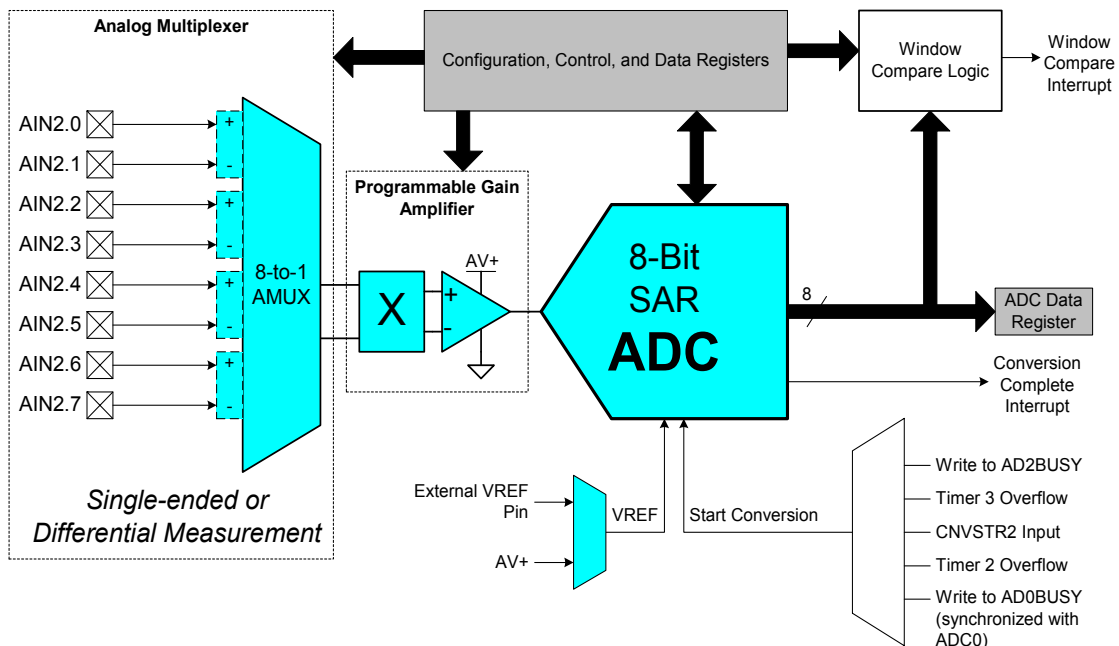 Analog Multiplexer
Configuration, Control, and Data Registers
Window
Compare Logic
Window
Compare
Interrupt
AIN2.0
+
AIN2.1
-
AIN2.2
+
AIN2.3
-
AIN2.4
+
AIN2.5
-
AIN2.6
+
AIN2.7
-
8-to-1
AMUX
Programmable Gain
Amplifier
X
+
-
AV+
8-Bit
SAR
ADC
8
ADC Data
Register
Conversion
Complete
Interrupt
Single-ended or
Differential Measurement
External VREF
Pin
AV+
VREF
Start Conversion
Write to AD2BUSY
Timer 3 Overflow
CNVSTR2 Input
Timer 2 Overflow
Write to AD0BUSY
(synchronized with
ADC0)